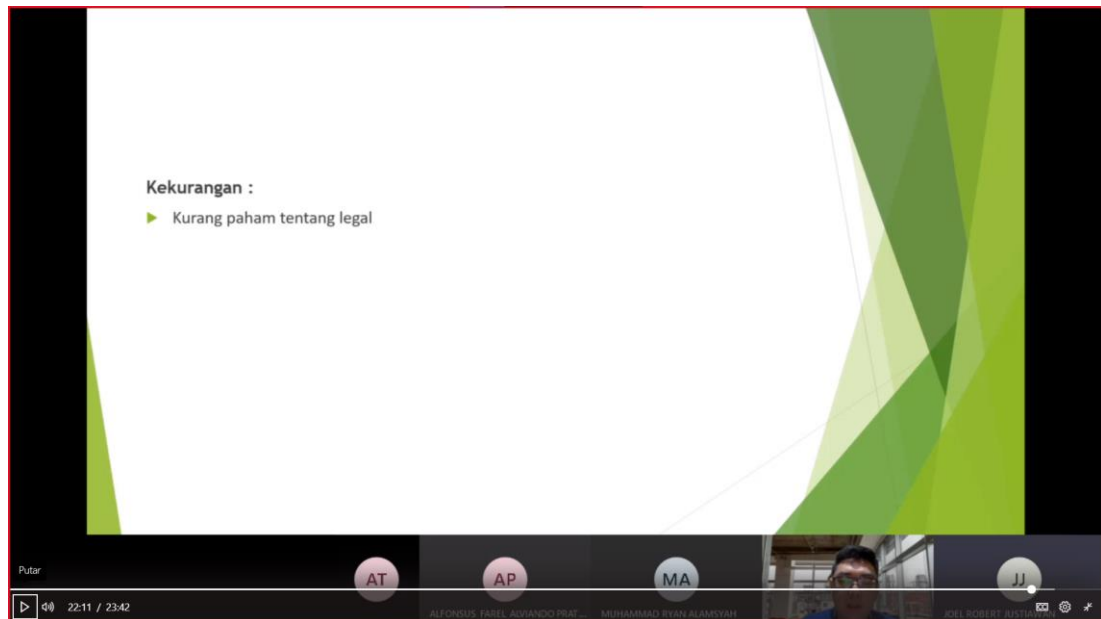 Kekurangan :
Kurang paham tentang legal
Putar
AT
AP
MA
JJ
ALFONSUS FAREL ALVIANDO PRAT...
MUHAMMAD RYAN ALAMSYAH
JOEL ROBERT JUSTIAWAN
22:11 / 23:42